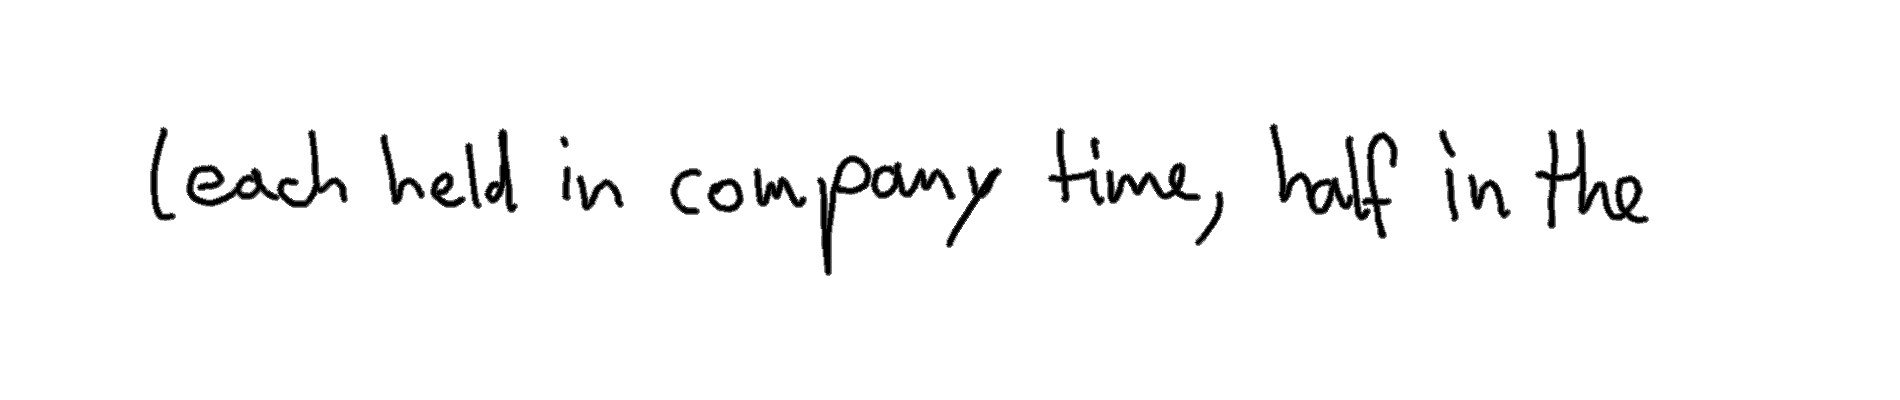 (each held in company time, half in the